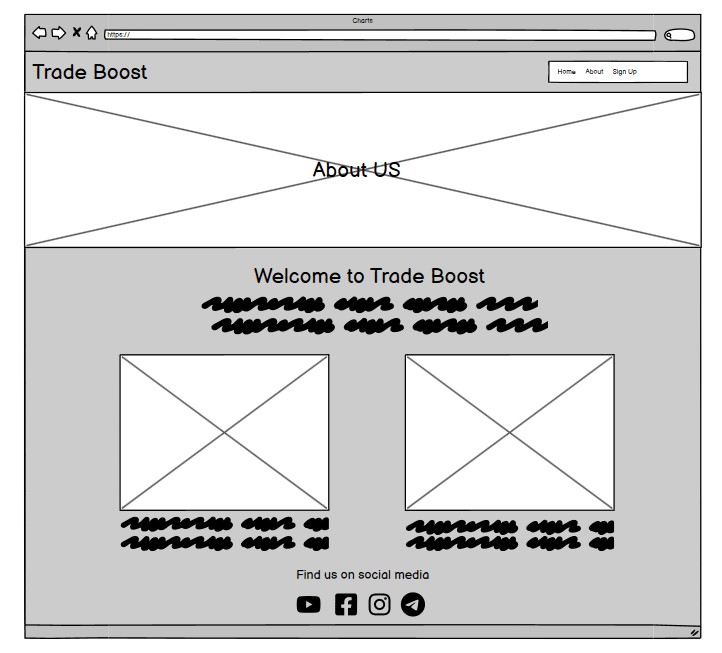 Charts
https://
Trade Boost
Home About Sign Up
About US
Welcome to Trade Boost
Find us on social media